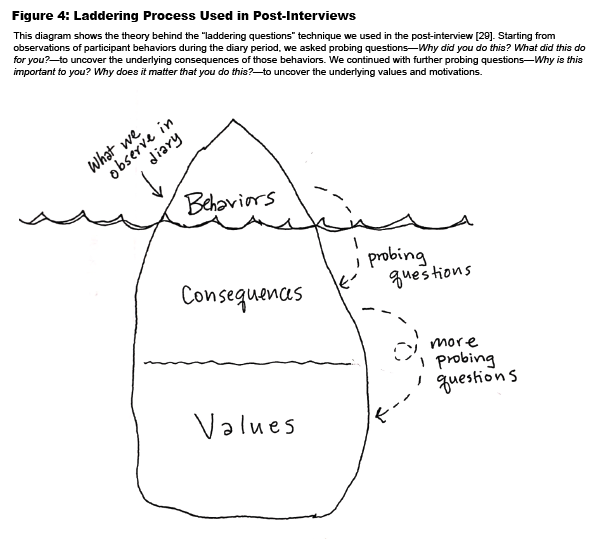 Figure 4: Laddering Process Used in Post-Interviews
This diagram shows the theory behind the "laddering questions" technique we used in the post-interview [29]. Starting from
observations of participant behaviors during the diary period, we asked probing questions—Why did you do this? What did this do
for you?—to uncover the underlying consequences of those behaviors. We continued with further probing questions—Why is this
important to you? Why does it matter that you do this?—to uncover the underlying values and motivations.
What we
observe in
diary
Behaviors
probing
questions
Consequences
more
probing
questions
Values